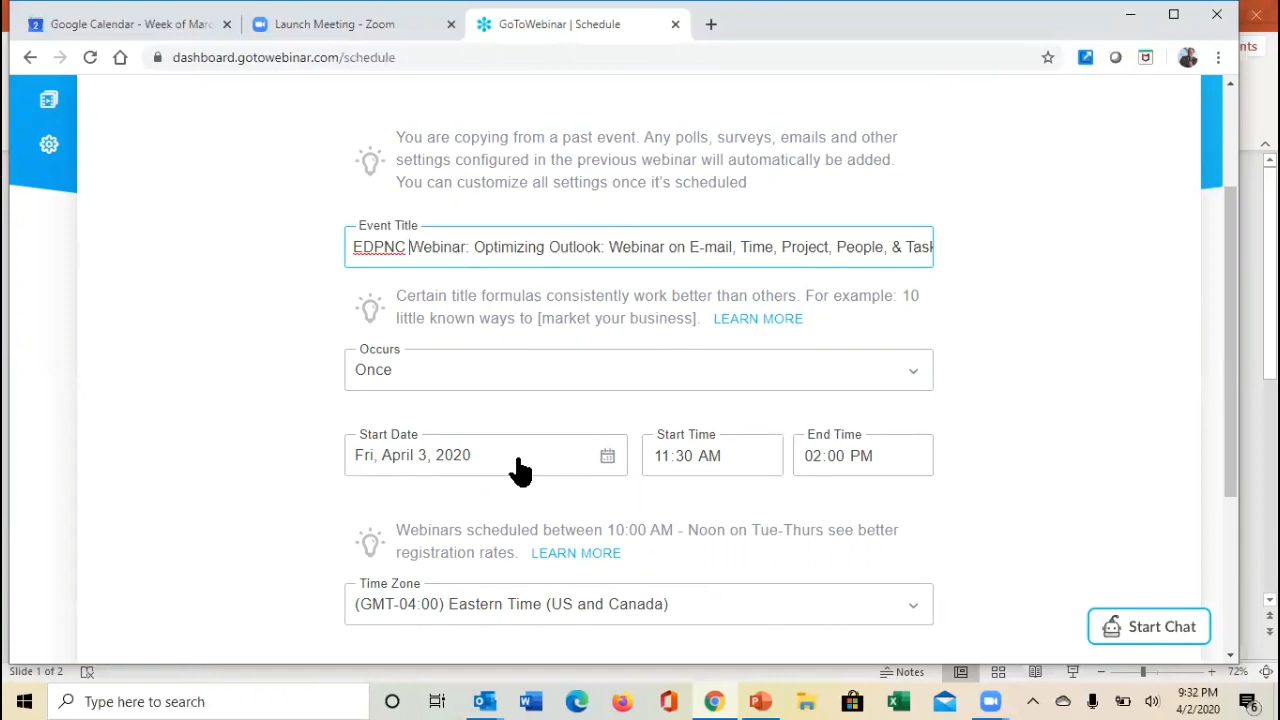 Google Calendar - Week of Marc
Launch Meeting - Zoom
GoToWebinar | Schedule
dashboard.gotowebinar.com/schedule
nts
You are copying from a past event. Any polls, surveys, emails and other
settings configured in the previous webinar will automatically be added.
You can customize all settings once it's scheduled
Event Title
EDPNC Webinar: Optimizing Outlook: Webinar on E-mail, Time, Project, People, & Task
Certain title formulas consistently work better than others. For example: 10
little known ways to [market your business]. LEARN MORE
Occurs
Once
Start Date
Start Time
End Time
Fri, April 3, 2020
11:30 AM
02:00 PM
Webinars scheduled between 10:00 AM - Noon on Tue-Thurs see better
registration rates. LEARN MORE
Time Zone
(GMT-04:00) Eastern Time (US and Canada)
Start Chat
Slide 1 of 2
Notes
72%
Type here to search
9:32 PM
4/2/2020
6